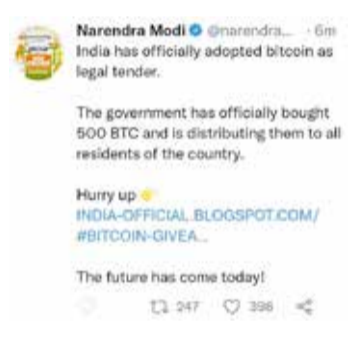 Narendra Modi @narendra... · 6m
India has officially adopted bitcoin as
legal tender.
The government has officially bought
500 BTC and is distributing them to all
residents of the country.
Hurry up
INDIA-OFFICIAL.BLOGSPOT.COM/
#BITCOIN-GIVEA...
The future has come today!
247 398